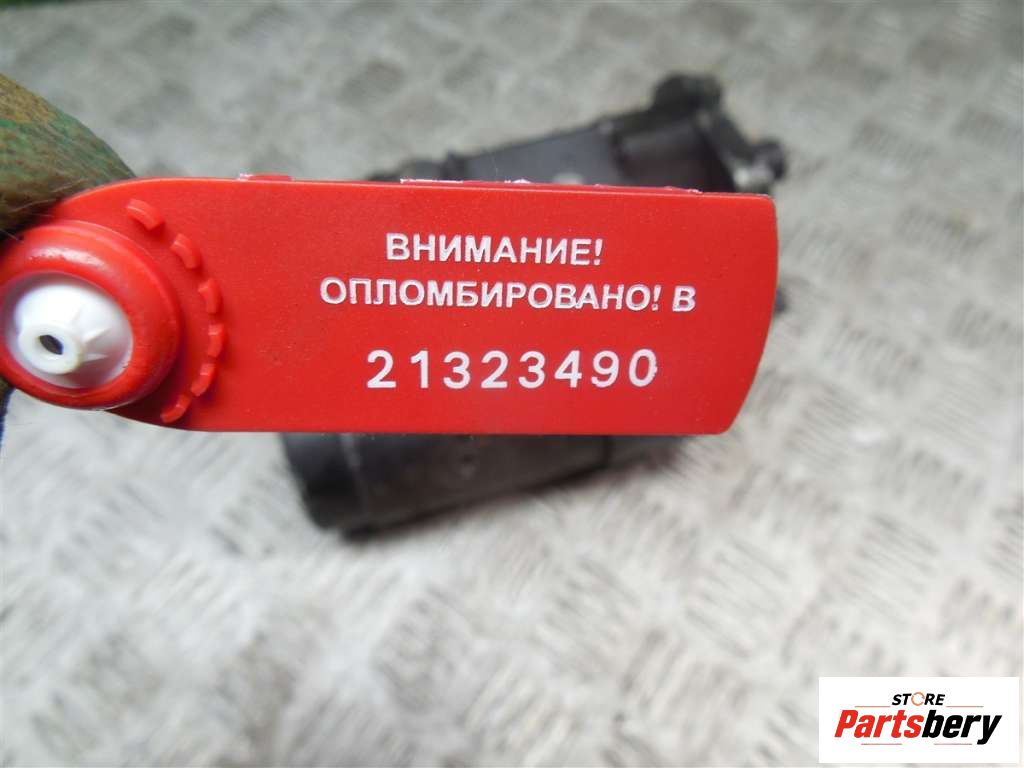 ВНИМАНИЕ!
ОПЛОМБИРОВАНО! В
21323490
STORE
Partsbery